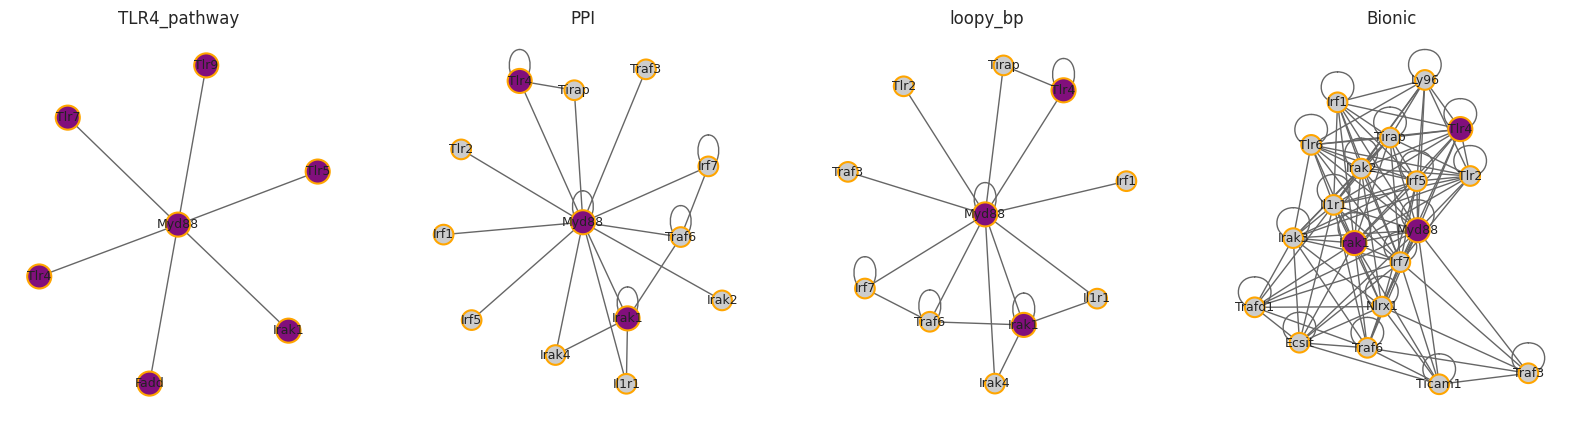 TLR4_pathway
Tlr9
Tlr7
Tlr5
Myd88
Tlr4
Irak1
Fadd
PPI
Tlr4
Tirap
Traf3
Tlr2
Irf7
Myd88
Irf1
Traf6
Irak2
Irf5
Irak1
Irak4
Il1r1
loopy_bp
Tirap
Tlr2
Tlr4
Traf3
Irf1
Myd88
Irf7
Il1r1
Traf6
Irak1
Irak4
Bionic
Ly96
Irf1
Tlr4
Tirap
Tlr6
Irak2
Irf5
Tlr2
Il1r1
Myd88
Irak3
Irak1
Irf7
Trafd1
Nlrx1
Ecsit
Traf6
Traf3
Ticam1